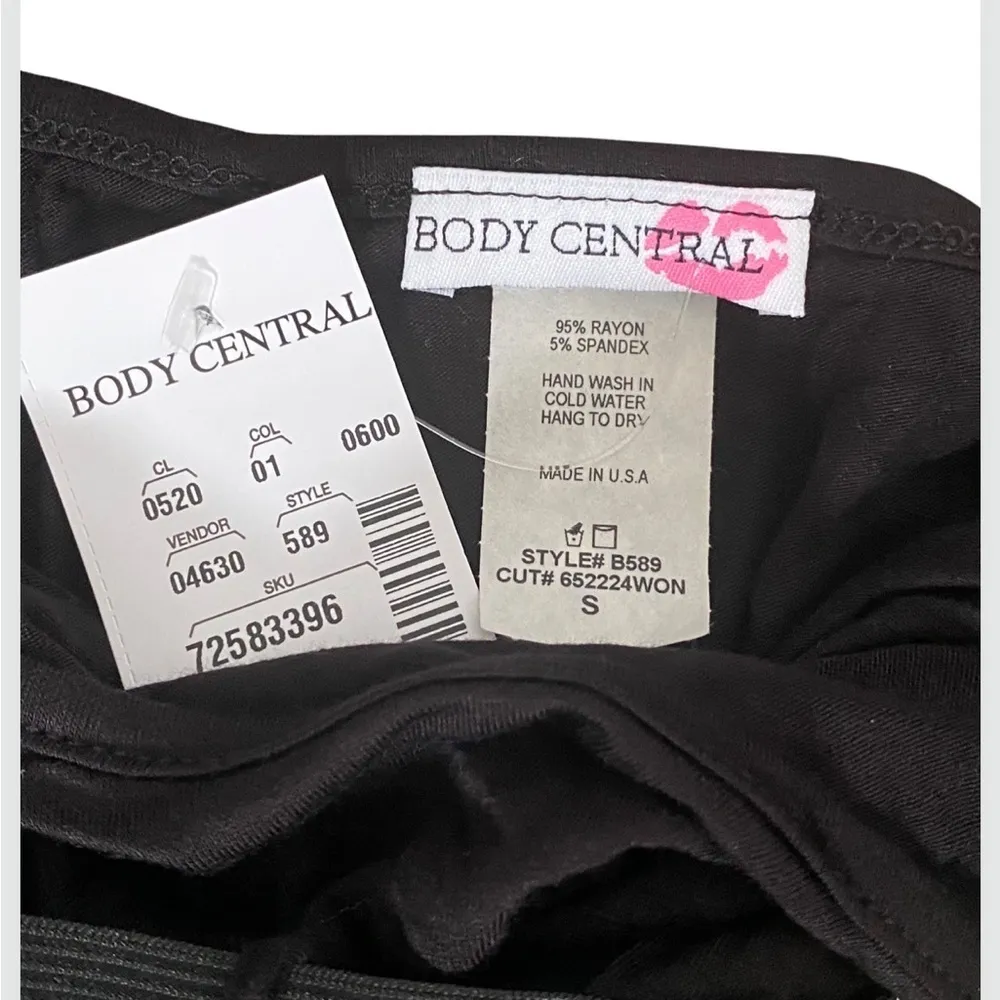 BODY CENTRAL
CL
0520
COL
01
0600
VENDOR
04630
STYLE
589
SKU
72583396
BODY CENTRAL
95% RAYON
5% SPANDEX
HAND WASH IN
COLD WATER
HANG TO DRY
MADE IN U.S.A
STYLE# B589
CUT# 652224WON
S